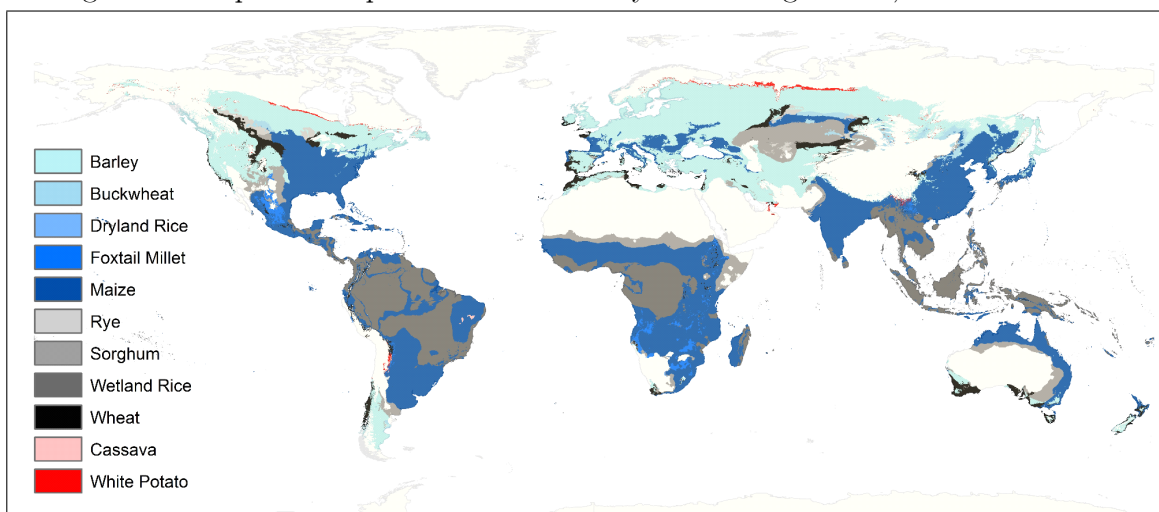 Barley
Buckwheat
Dryland Rice
Foxtail Millet
Maize
Rye
Sorghum
Wetland Rice
Wheat
Cassava
White Potato